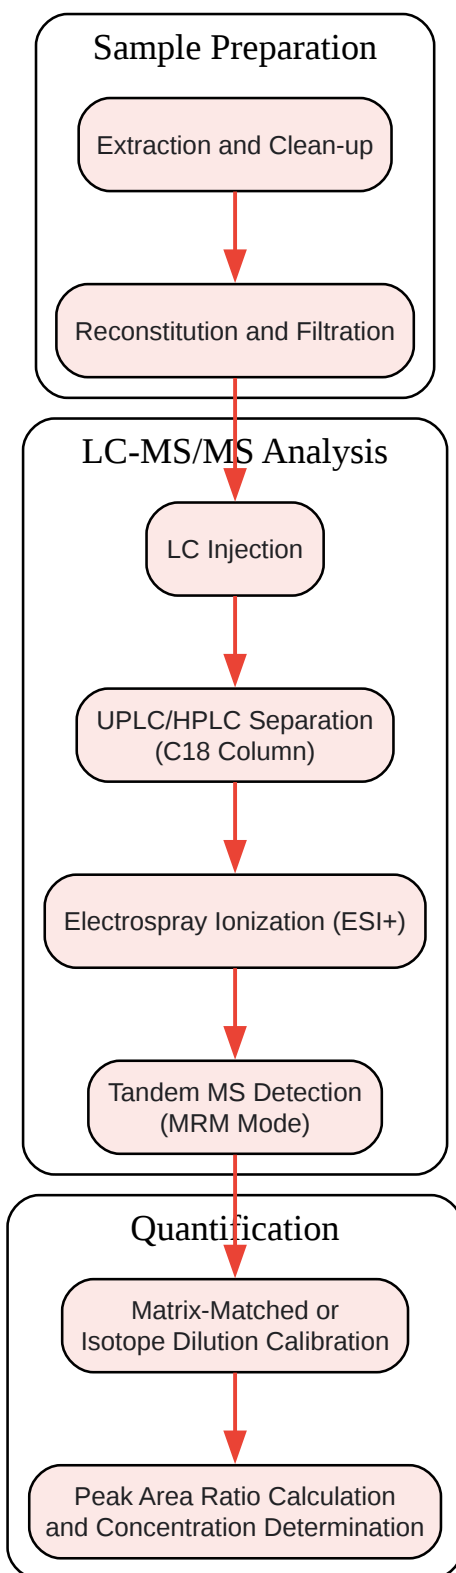 Sample Preparation
Extraction and Clean-up
Reconstitution and Filtration
LC-MS/MS Analysis
LC Injection
UPLC/HPLC Separation
(C18 Column)
Electrospray Ionization (ESI+)
Tandem MS Detection
(MRM Mode)
Quantification
Matrix-Matched or
Isotope Dilution Calibration
Peak Area Ratio Calculation
and Concentration Determination